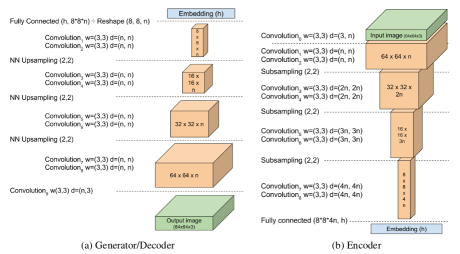 Embedding (h)
Fully Connected (h, 8*8*n) ÷ Reshape (8, 8, n)
Convolution₁ w=(3,3) d=(n, n)
Convolution₂ w=(3,3) d=(n, n)
8
x
8
x
n
NN Upsampling (2,2)
Convolution₃ w=(3,3) d=(n, n)
Convolution₄ w=(3,3) d=(n, n)
16 x
16 x
n
NN Upsampling (2,2)
Convolution₅ w=(3,3) d=(n, n)
Convolution₆ w=(3,3) d=(n, n)
32 x 32 x n
NN Upsampling (2,2)
Convolution₇ w=(3,3) d=(n, n)
Convolution₈ w=(3,3) d=(n, n)
64 x 64 x n
Convolution₉ w(3,3) d=(n,3)
Output image
(64x64x3)
(a) Generator/Decoder
Input image (64x64x3)
Convolution₀ w=(3,3) d=(3, n)
Convolution₁ w=(3,3) d=(n, n)
Convolution₂ w=(3,3) d=(n, n)
64 x 64 x n
Subsampling (2,2)
Convolution₃ w=(3,3) d=(2n, 2n)
Convolution₄ w=(3,3) d=(2n, 2n)
32 x 32 x
2n
Subsampling (2,2)
Convolution₅ w=(3,3) d=(3n, 3n)
Convolution₆ w=(3,3) d=(3n, 3n)
16 x
16 x
3n
Subsampling (2,2)
Convolution₇ w=(3,3) d=(4n, 4n)
Convolution₈ w=(3,3) d=(4n, 4n)
8
x
8
x
4
n
Fully connected (8*8*4n, h)
Embedding (h)
(b) Encoder